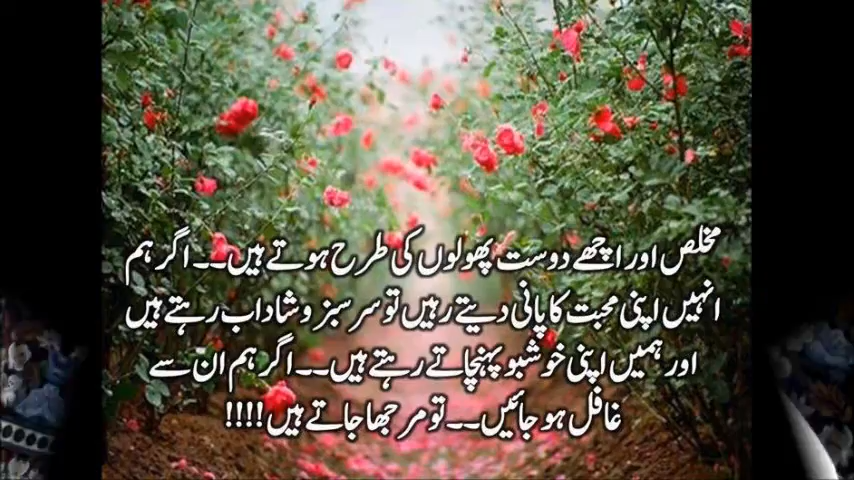 مخلص اور اچھے دوست پھولوں کی طرح ہوتے ہیں۔۔ اگر ہم
انہیں اپنی محبت کا پانی دیتے رہیں تو سرسبز و شاداب رہتے ہیں
اور ہمیں اپنی خوشبو پہنچاتے رہتے ہیں۔۔ اگر ہم ان سے
غافل ہو جائیں۔۔ تو مرجھا جاتے ہیں!!!!